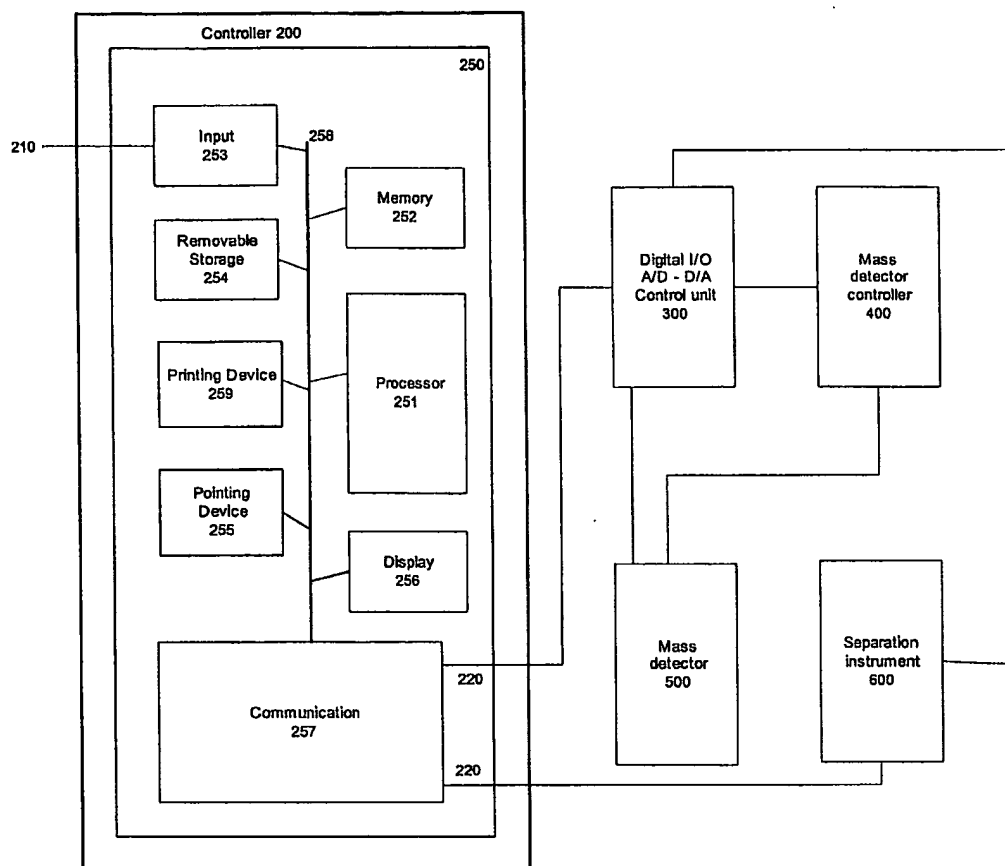 Controller 200
250
210
Input
253
258
Memory
252
Removable
Storage
254
Digital I/O
A/D - D/A
Control unit
300
Mass
detector
controller
400
Printing Device
259
Processor
251
Pointing
Device
255
Display
256
Mass
detector
500
Separation
instrument
600
220
Communication
257
220